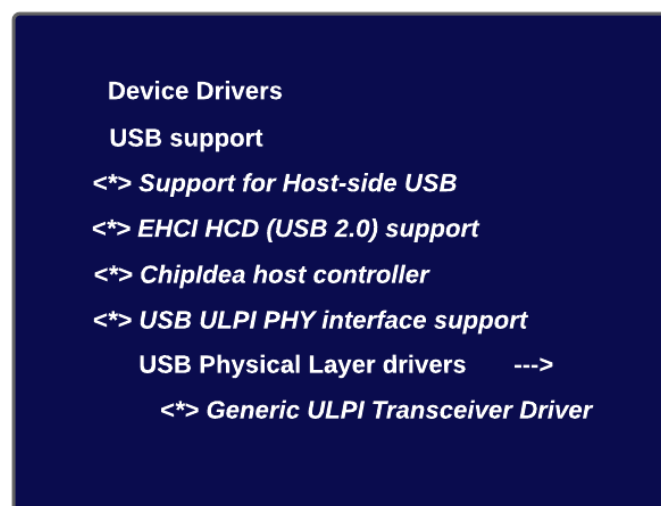 Device Drivers
USB support
<*> Support for Host-side USB
<*> EHCI HCD (USB 2.0) support
<*> ChipIdea host controller
<*> USB ULPI PHY interface support
USB Physical Layer drivers --->
<*> Generic ULPI Transceiver Driver